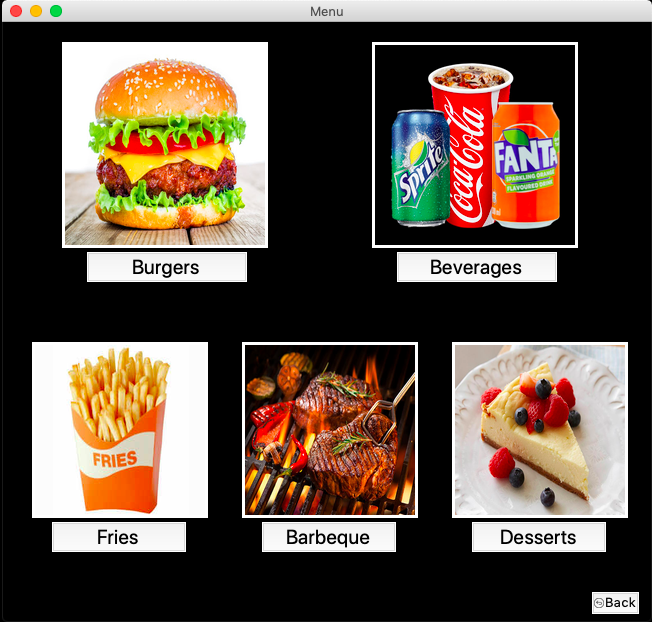 Menu
Sprite
Coca-Cola
FANTA
SPARKLING ORANGE
FLAVOURED DRINK
Burgers
Beverages
FRIES
Fries
Barbeque
Desserts
Back